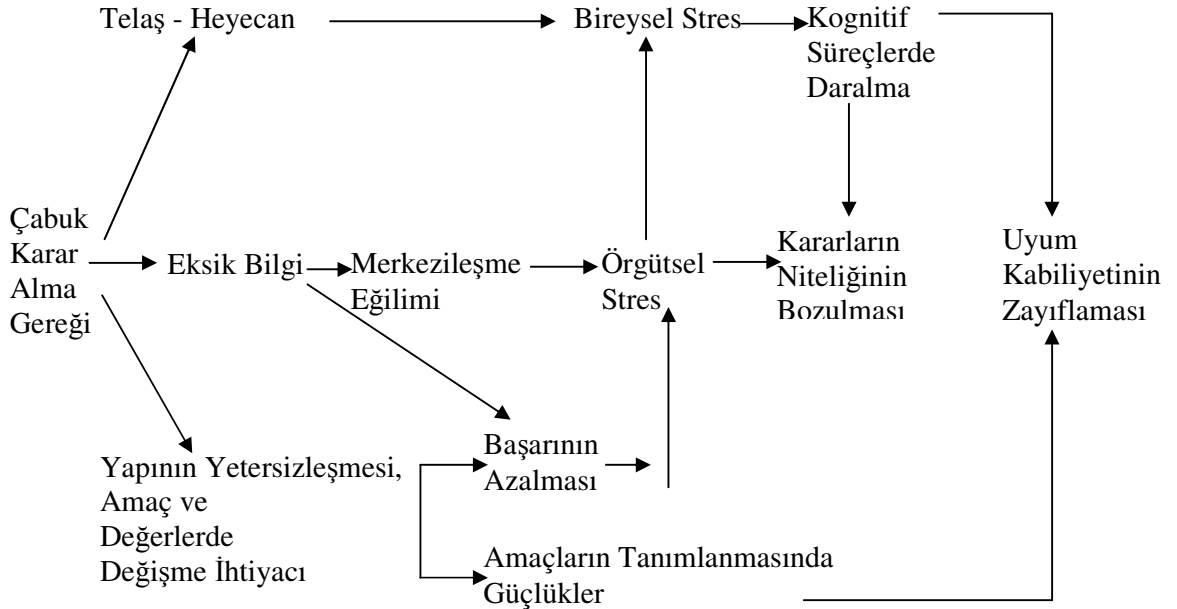 Telaş - Heyecan
Bireysel Stres
Kognitif
Süreçlerde
Daralma
Çabuk
Karar
Alma
Gereği
Eksik Bilgi
Merkezileşme
Eğilimi
Örgütsel
Stres
Kararların
Niteliğinin
Bozulması
Uyum
Kabiliyetinin
Zayıflaması
Yapının Yetersizleşmesi,
Amaç ve
Değerlerde
Değişme İhtiyacı
Başarının
Azalması
Amaçların Tanımlanmasında
Güçlükler